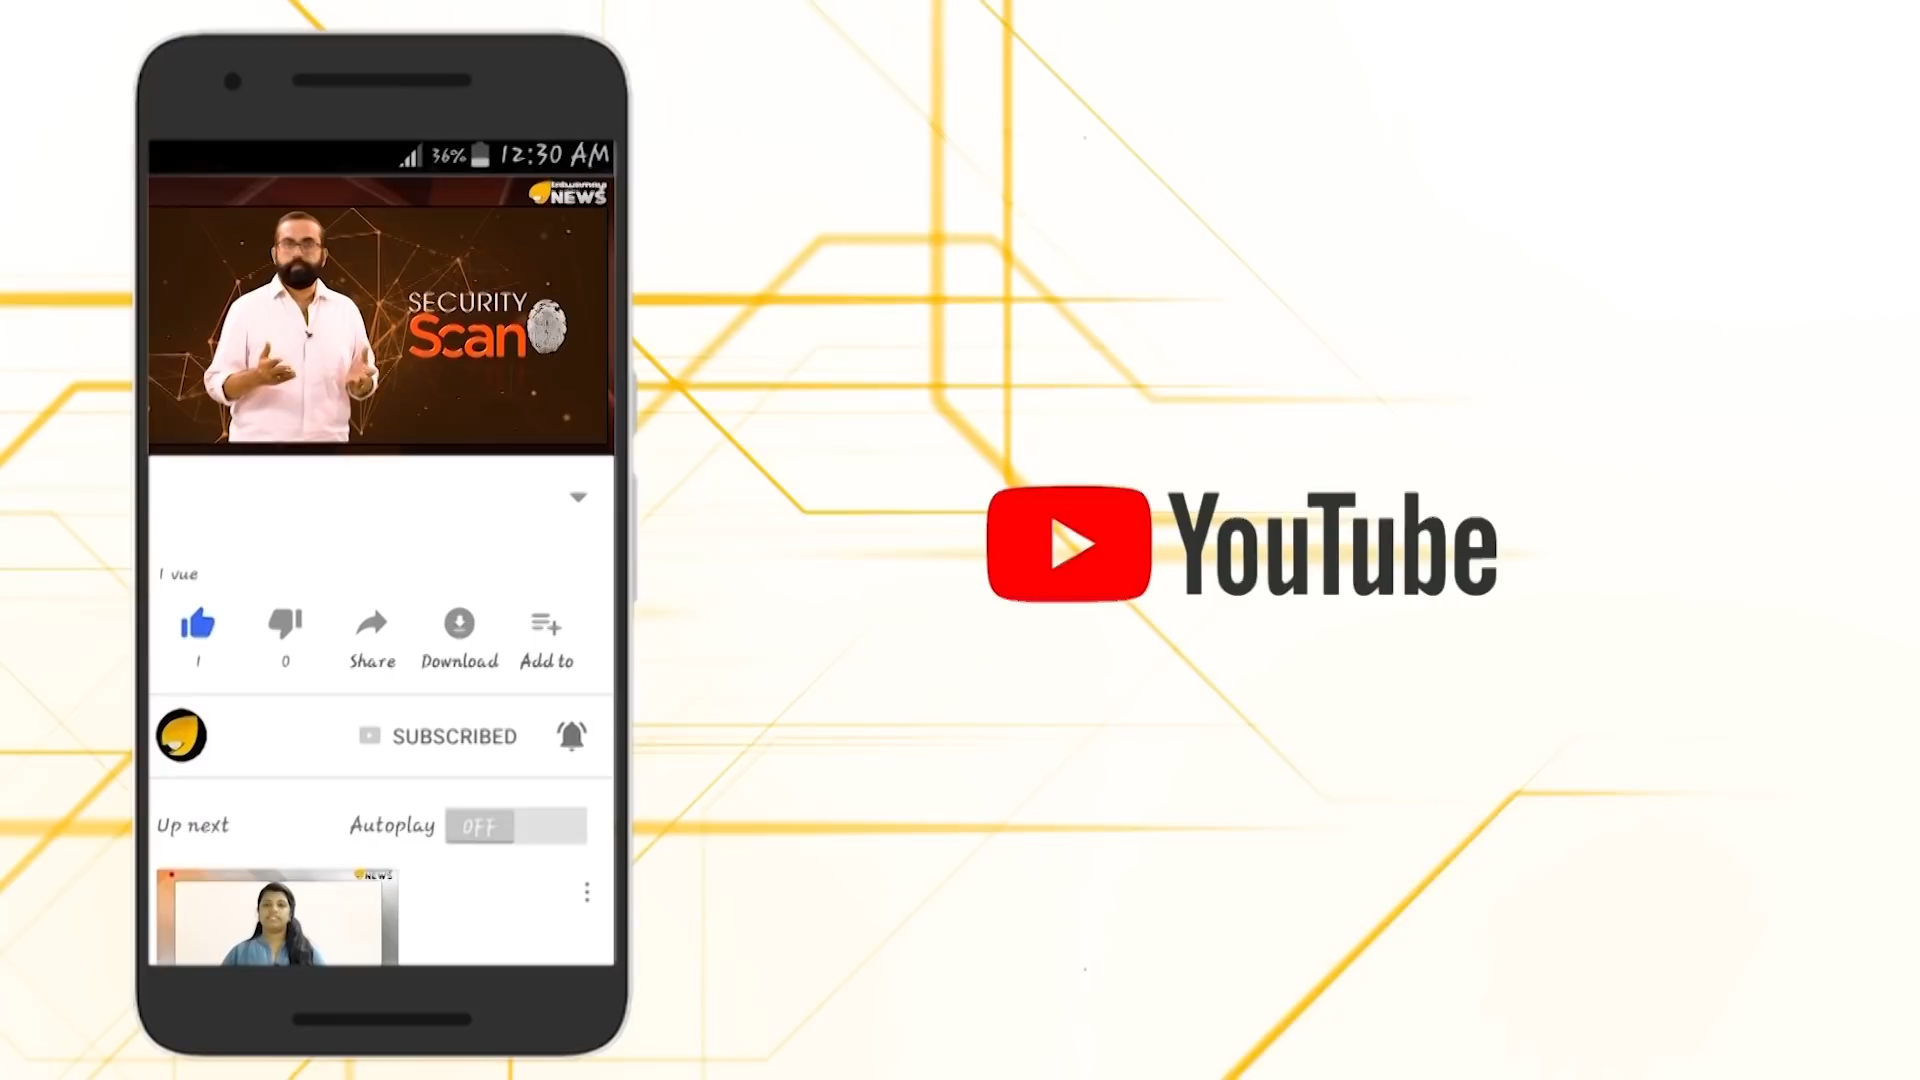 36% 12:30 AM
NEWS
SECURITY
Scan
1 vue
1
0
Share
Download
Add to
SUBSCRIBED
Up next
Autoplay
OFF
NEWS
YouTube